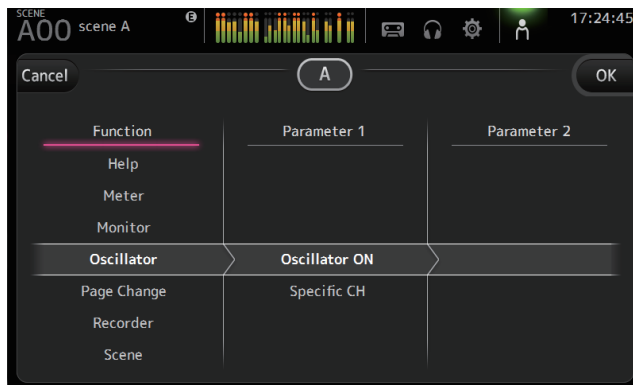 SCENE
A00 scene A E 17:24:45
Cancel A OK
Function Parameter 1 Parameter 2
Help
Meter
Monitor
Oscillator Oscillator ON
Page Change Specific CH
Recorder
Scene